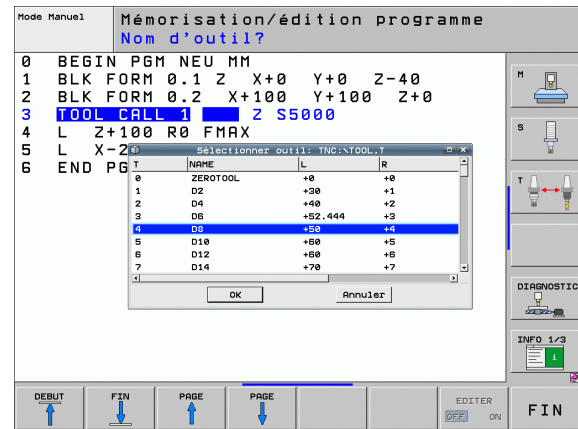 Mode Manuel
Mémorisation/édition programme
Nom d'outil?
0 BEGIN PGM NEU MM
1 BLK FORM 0.1 Z X+0 Y+0 Z-40
2 BLK FORM 0.2 X+100 Y+100 Z+0
3 TOOL CALL 1 Z S5000
4 L Z+100 R0 FMAX
5 L X-2
6 END PG
Sélectionner outil: TNC:\TOOL.T
T NAME L R
0 ZEROTOOL +0 +0
1 D2 +30 +1
2 D4 +40 +2
3 D6 +52.444 +3
4 D8 +50 +4
5 D10 +60 +5
6 D12 +60 +6
7 D14 +70 +7
OK Annuler
M
S
T
DIAGNOSTIC
INFO 1/3
i
DEBUT FIN PAGE PAGE EDITER FIN
OFF ON